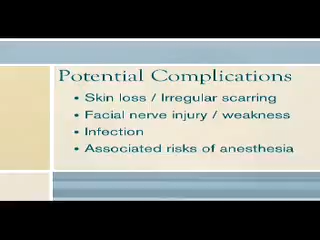 Potential Complications
• Skin loss / Irregular scarring
• Facial nerve injury / weakness
• Infection
• Associated risks of anesthesia